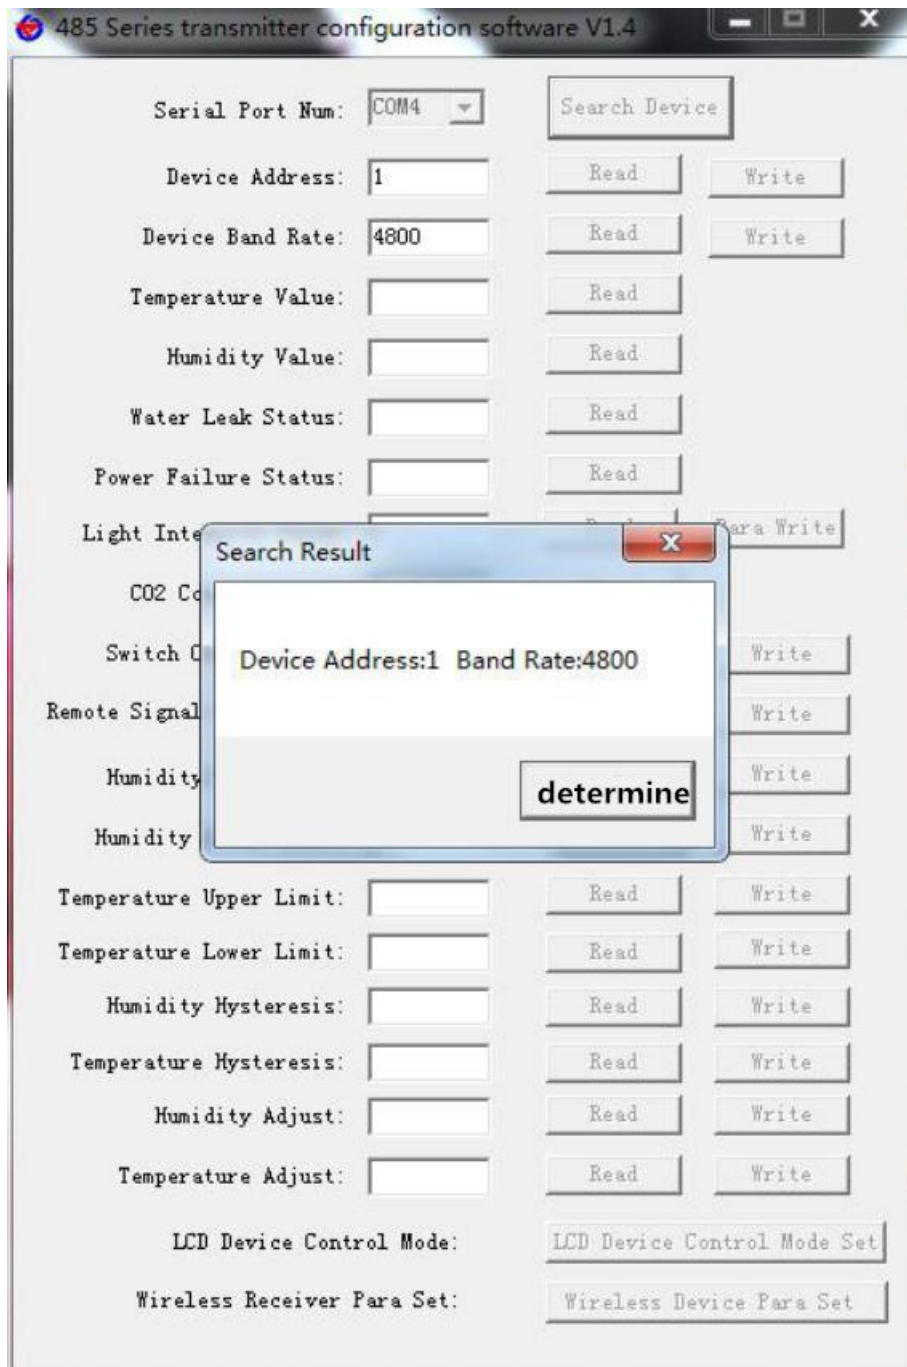 485 Series transmitter configuration software V1.4
Serial Port Num: COM4 Search Device
Device Address: 1 Read Write
Device Band Rate: 4800 Read Write
Temperature Value: Read
Humidity Value: Read
Water Leak Status: Read
Power Failure Status: Read
Light Para Write
Search Result
CO2
Device Address:1 Band Rate:4800
Switch Write
Remote Signal Write
Humidity Write
determine
Humidity Write
Temperature Upper Limit: Read Write
Temperature Lower Limit: Read Write
Humidity Hysteresis: Read Write
Temperature Hysteresis: Read Write
Humidity Adjust: Read Write
Temperature Adjust: Read Write
LCD Device Control Mode: LCD Device Control Mode Set
Wireless Receiver Para Set: Wireless Device Para Set